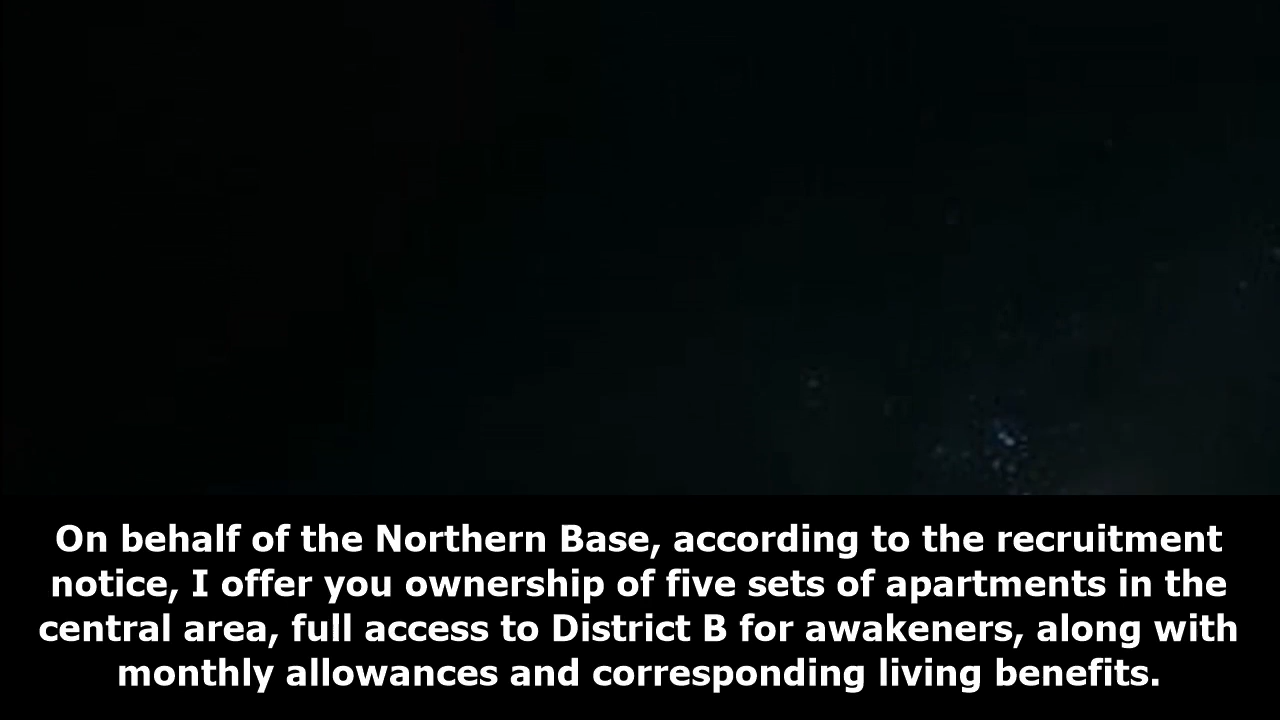 On behalf of the Northern Base, according to the recruitment
notice, I offer you ownership of five sets of apartments in the
central area, full access to District B for awakeners, along with
monthly allowances and corresponding living benefits.